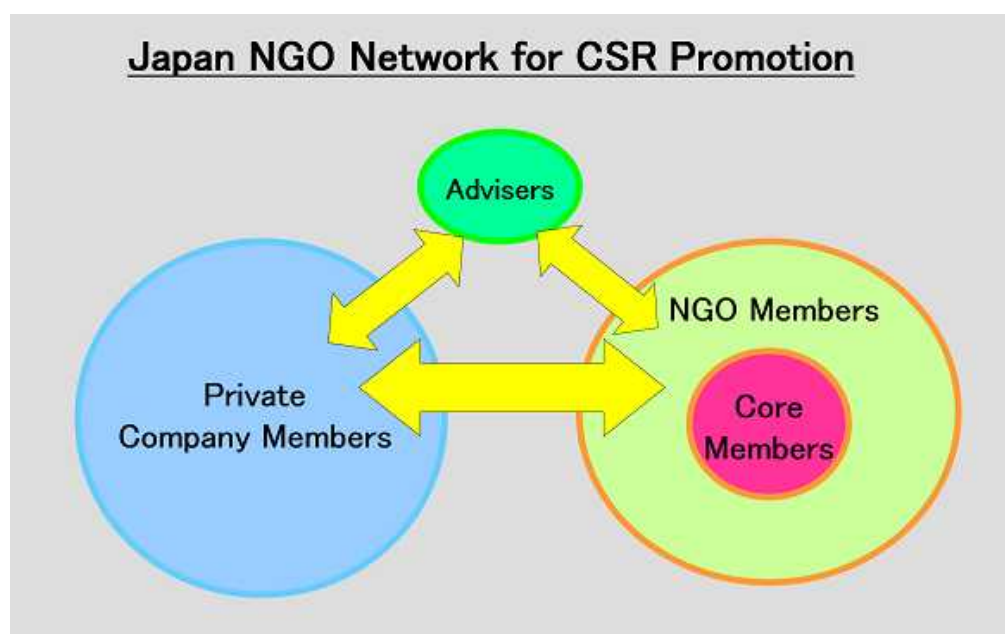 Japan NGO Network for CSR Promotion
Advisers
NGO Members
Private
Company Members
Core
Members